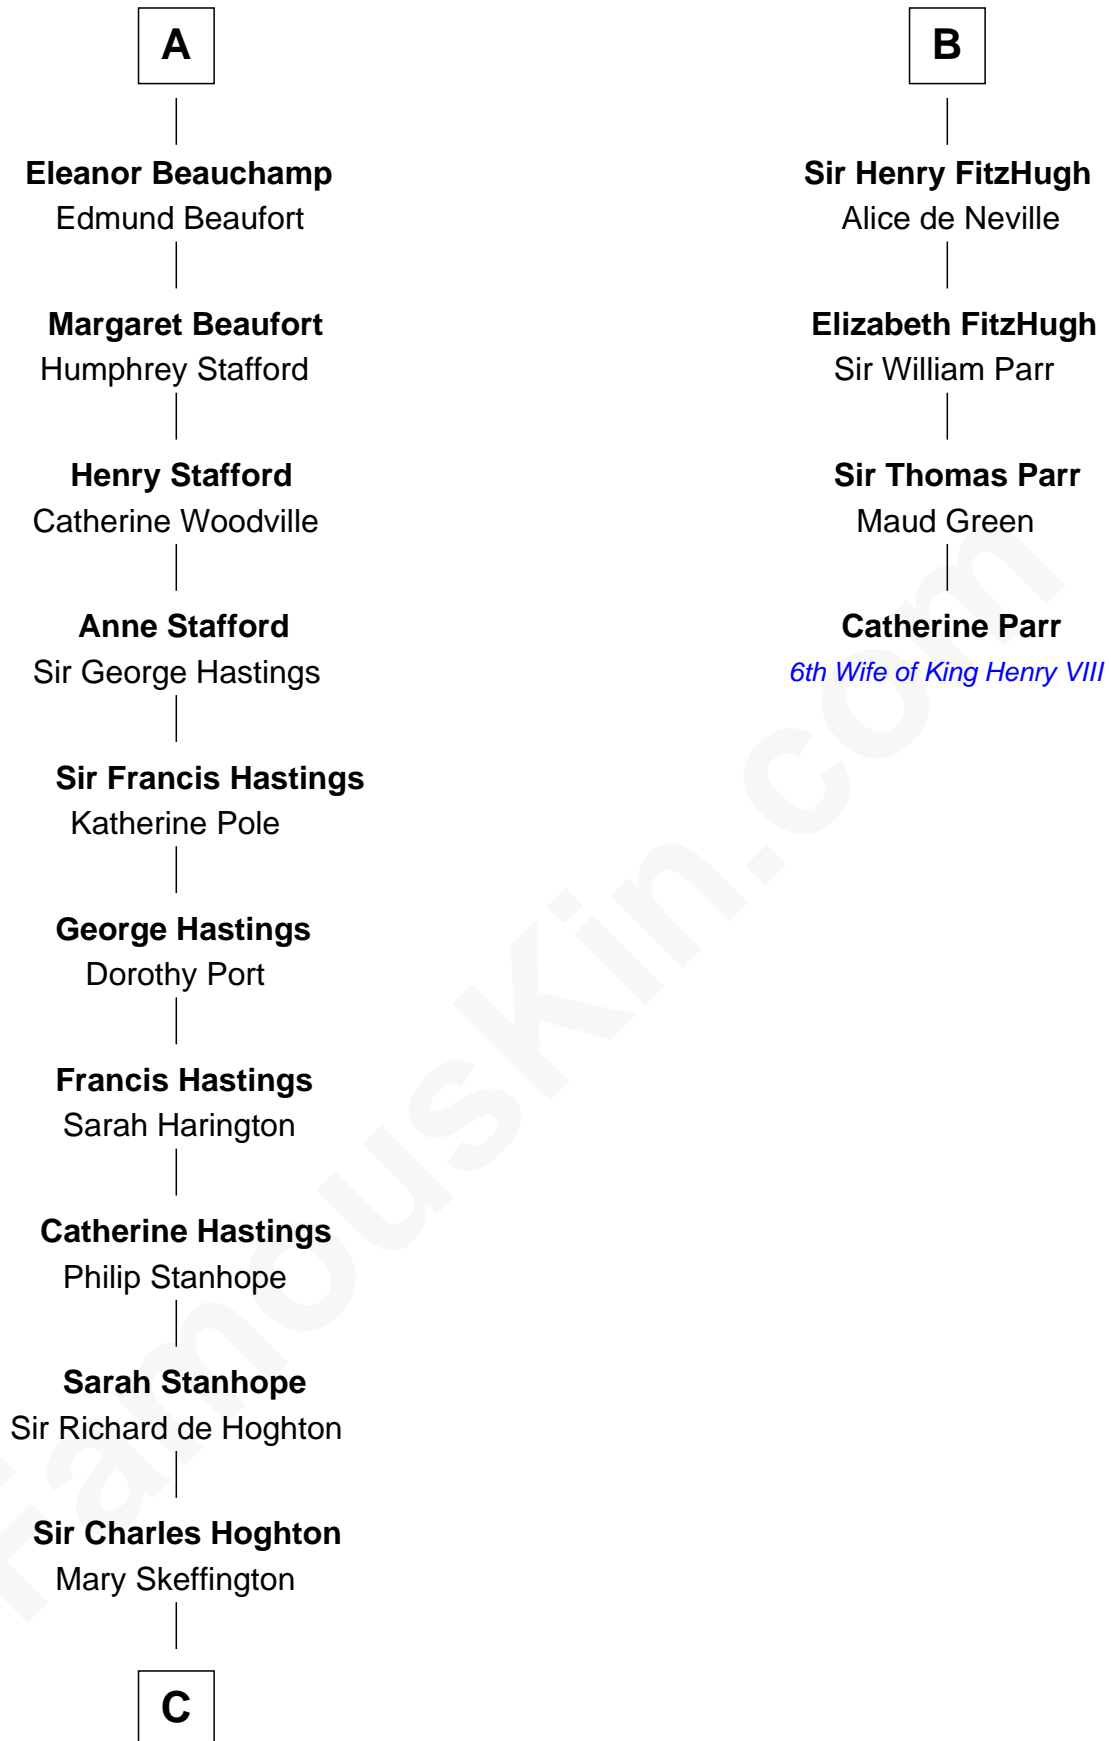 A
Eleanor Beauchamp
Edmund Beaufort
Margaret Beaufort
Humphrey Stafford
Henry Stafford
Catherine Woodville
Anne Stafford
Sir George Hastings
Sir Francis Hastings
Katherine Pole
George Hastings
Dorothy Port
Francis Hastings
Sarah Harington
Catherine Hastings
Philip Stanhope
Sarah Stanhope
Sir Richard de Hoghton
Sir Charles Hoghton
Mary Skeffington
C
B
Sir Henry FitzHugh
Alice de Neville
Elizabeth FitzHugh
Sir William Parr
Sir Thomas Parr
Maud Green
Catherine Parr
6th Wife of King Henry VIII
FamousKin.com